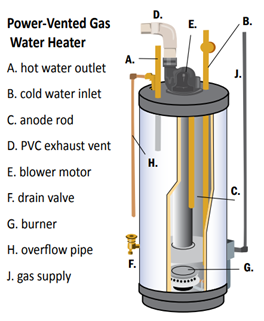 Power-Vented Gas
Water Heater
A. hot water outlet
B. cold water inlet
C. anode rod
D. PVC exhaust vent
E. blower motor
F. drain valve
G. burner
H. overflow pipe
J. gas supply
D.
E.
B.
A.
J.
H.
C.
F.
G.